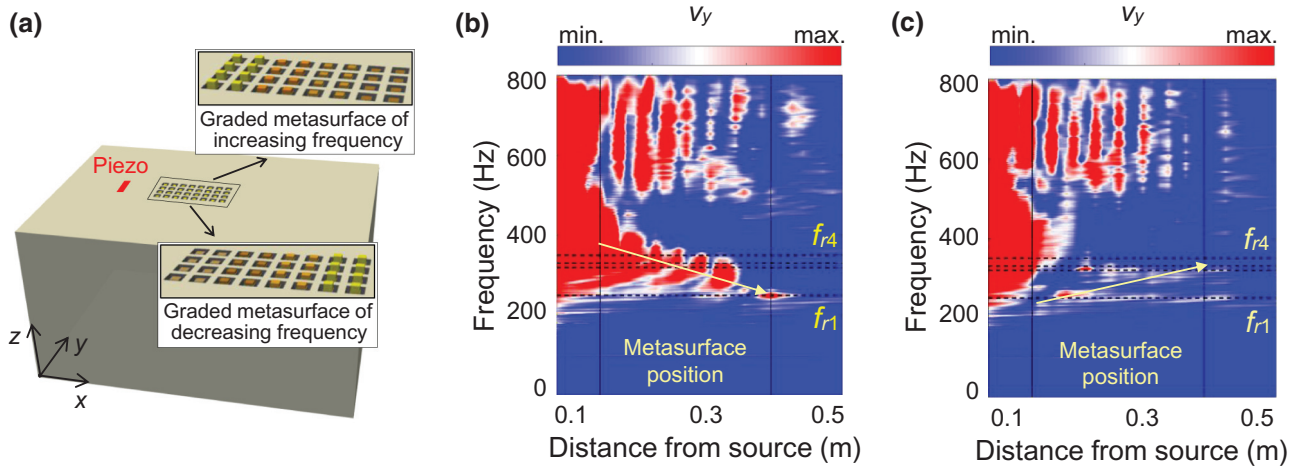 (a)
Graded metasurface of
increasing frequency
Piezo
Graded metasurface of
decreasing frequency
z
y
x
(b)
v_y
min.
max.
Frequency (Hz)
800
600
400
200
0
f_r4
f_r1
Metasurface
position
0.1
0.3
0.5
Distance from source (m)
(c)
v_y
min.
max.
Frequency (Hz)
800
600
400
200
0
f_r4
f_r1
Metasurface
position
0.1
0.3
0.5
Distance from source (m)